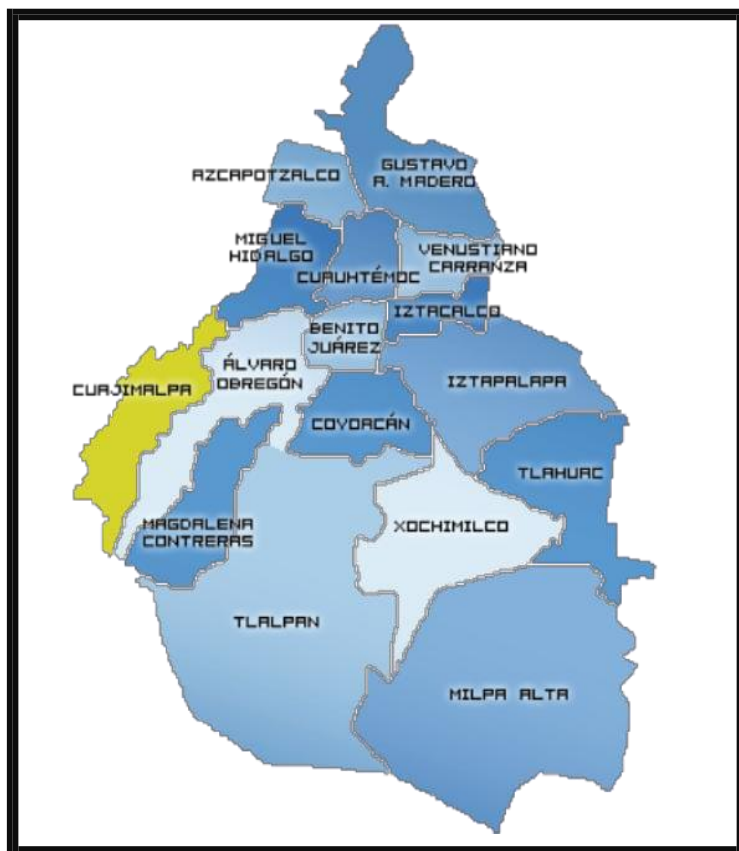 AZCAPOTZALCO
GUSTAVO
A. MADERO
MIGUEL
HIDALGO
VENUSTIANO
CARRANZA
CUAUHTÉMOC
IZTACALCO
BENITO
JUÁREZ
CUAJIMALPA
ÁLVARO
OBREGÓN
IZTAPALAPA
COYOACÁN
TLAHUAC
MAGDALENA
CONTRERAS
XOCHIMILCO
TLALPAN
MILPA ALTA